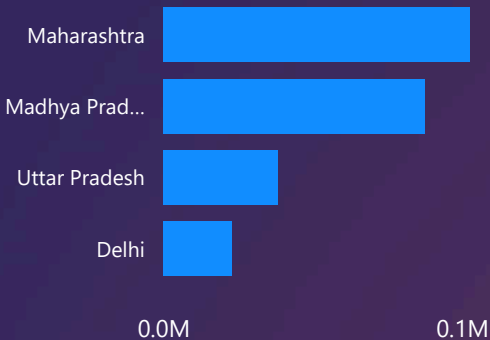 Maharashtra
Madhya Prad...
Uttar Pradesh
Delhi
0.0M 0.1M